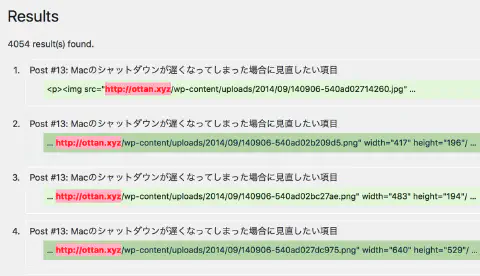 Results
4054 result(s) found.
1. Post #13: Macのシャットダウンが遅くなってしまった場合に見直したい項目
<p><img src="http://ottan.xyz/wp-content/uploads/2014/09/140906-540ad02714260.jpg" ...
2. Post #13: Macのシャットダウンが遅くなってしまった場合に見直したい項目
... http://ottan.xyz/wp-content/uploads/2014/09/140906-540ad02b209d5.png" width="417" height="196"/ ...
3. Post #13: Macのシャットダウンが遅くなってしまった場合に見直したい項目
... http://ottan.xyz/wp-content/uploads/2014/09/140906-540ad02bc27ae.png" width="483" height="194"/ ...
4. Post #13: Macのシャットダウンが遅くなってしまった場合に見直したい項目
... http://ottan.xyz/wp-content/uploads/2014/09/140906-540ad027dc975.png" width="640" height="529"/ ...